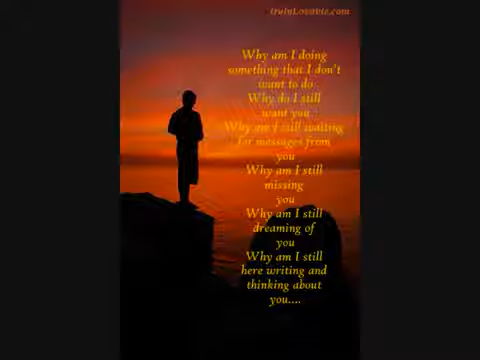 trulyLoveBiz.com
Why am I doing
something that I don't
want to do
Why do I still
want you
Why am I still waiting
for messages from
you
Why am I still
missing
you
Why am I still
dreaming of
you
Why am I still
here writing and
thinking about
you....